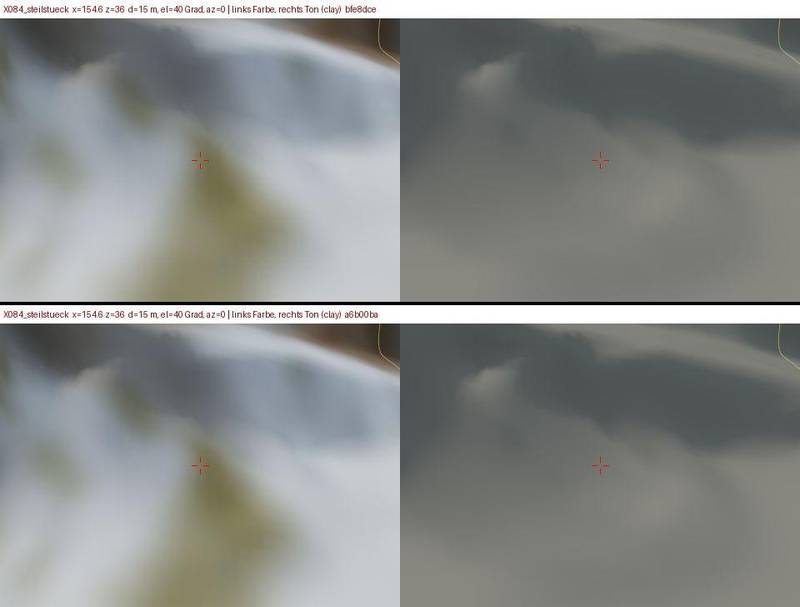 X084_steilstueck x=154.6 z=36 d=15 m, el=40 Grad, az=0 | links Farbe, rechts Ton (clay) bfe8dce
X084_steilstueck x=154.6 z=36 d=15 m, el=40 Grad, az=0 | links Farbe, rechts Ton (clay) a6b00ba